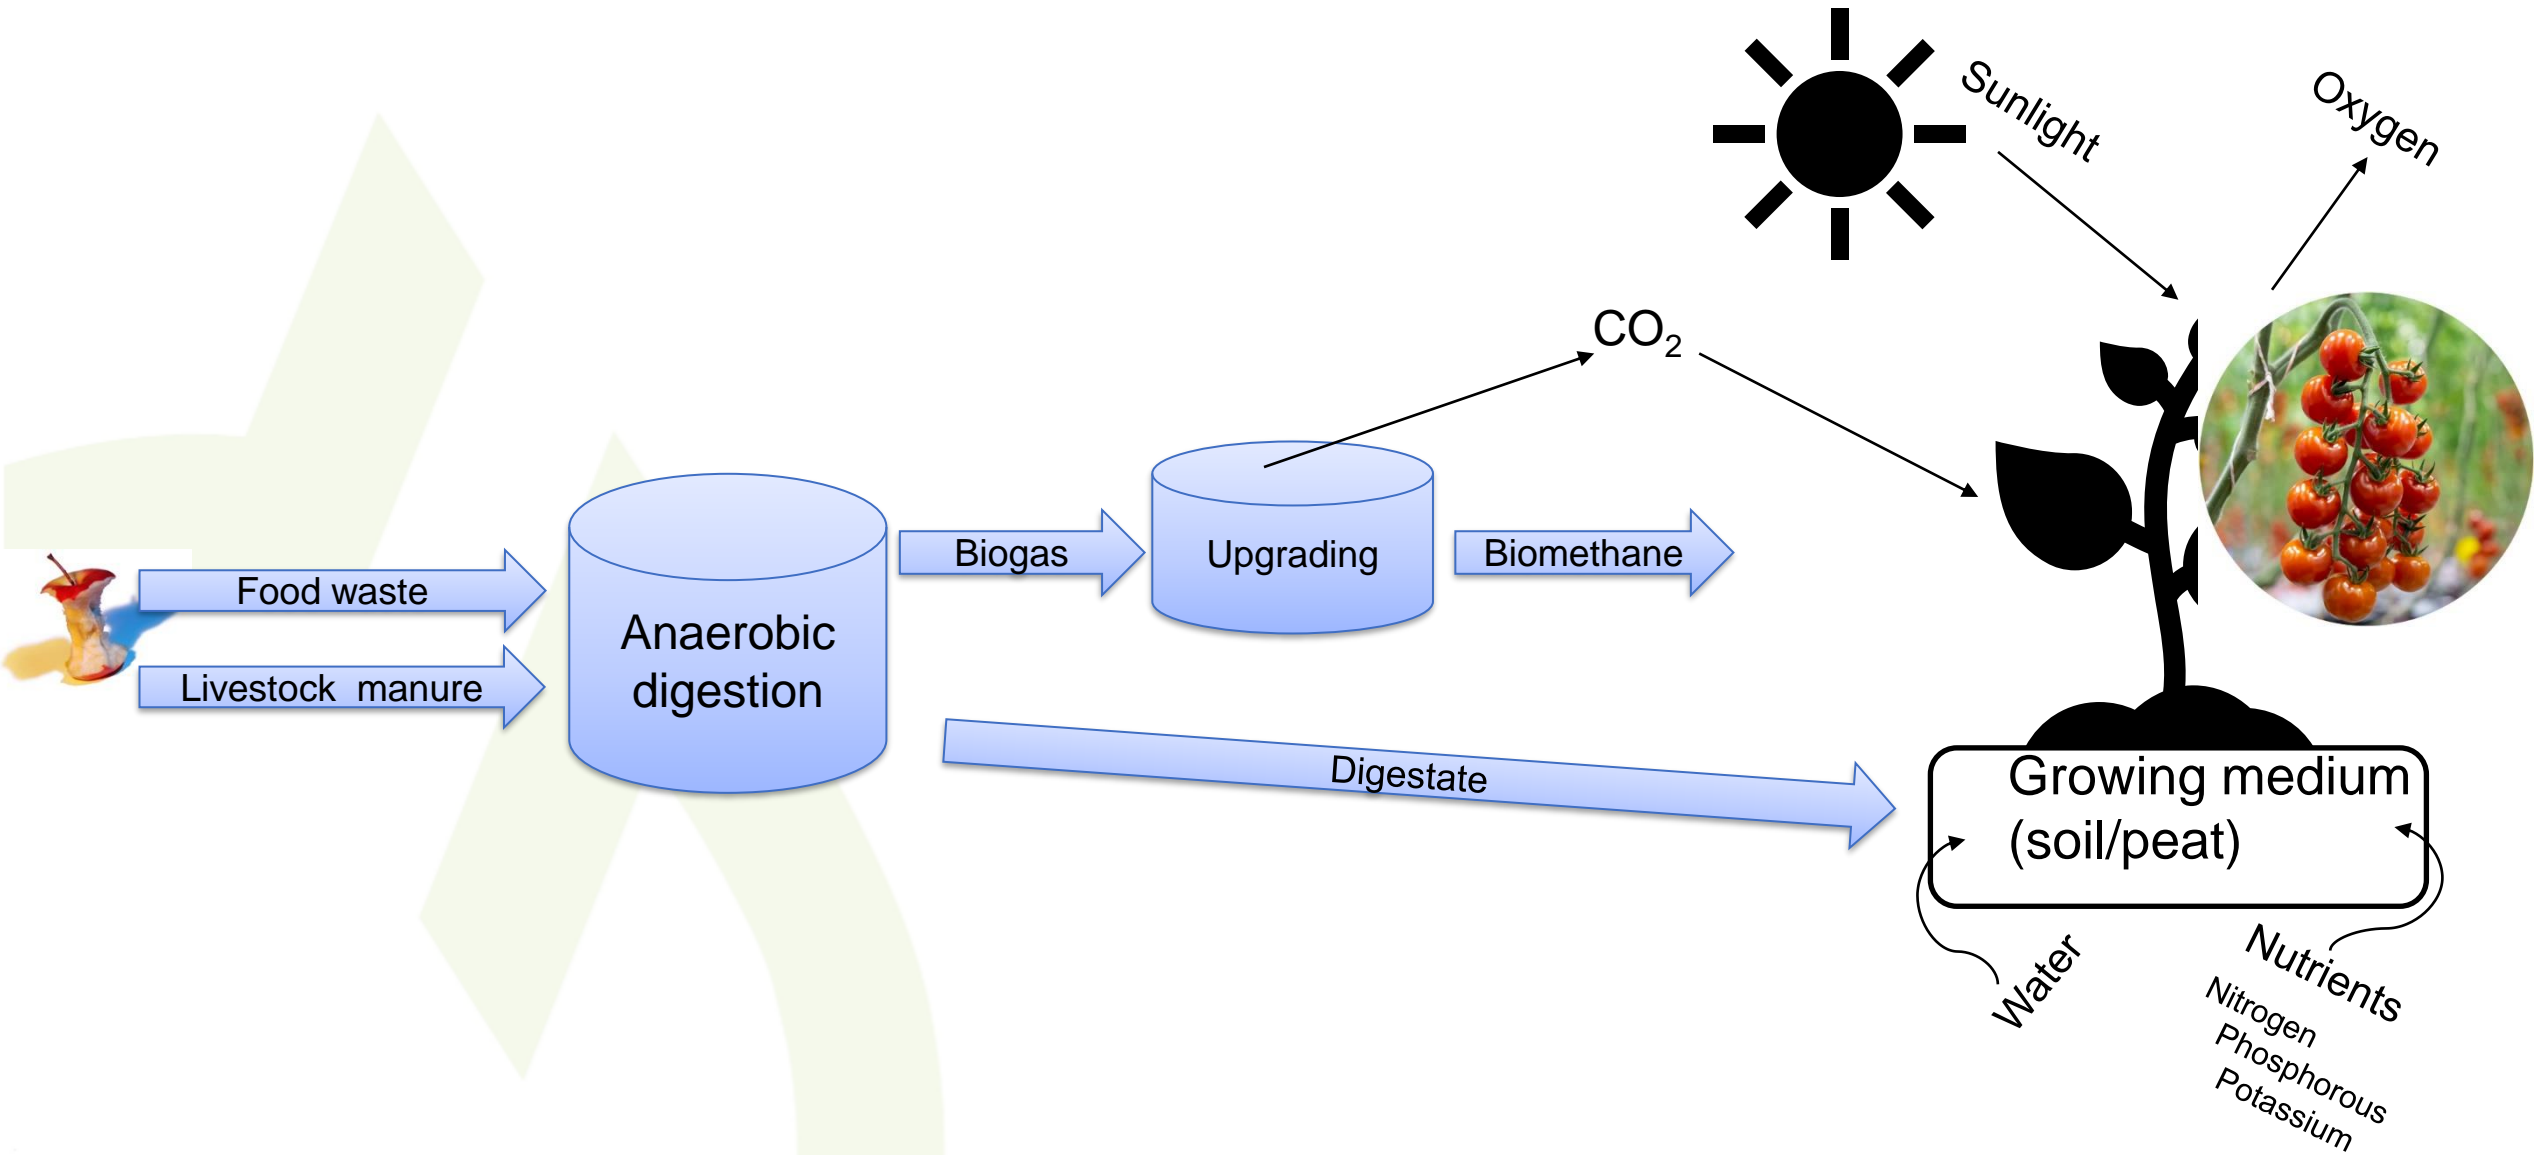 Sunlight
Oxygen
CO₂
Food waste
Livestock manure
Anaerobic
digestion
Biogas
Upgrading
Biomethane
Digestate
Growing medium
(soil/peat)
Water
Nutrients
Nitrogen
Phosphorous
Potassium